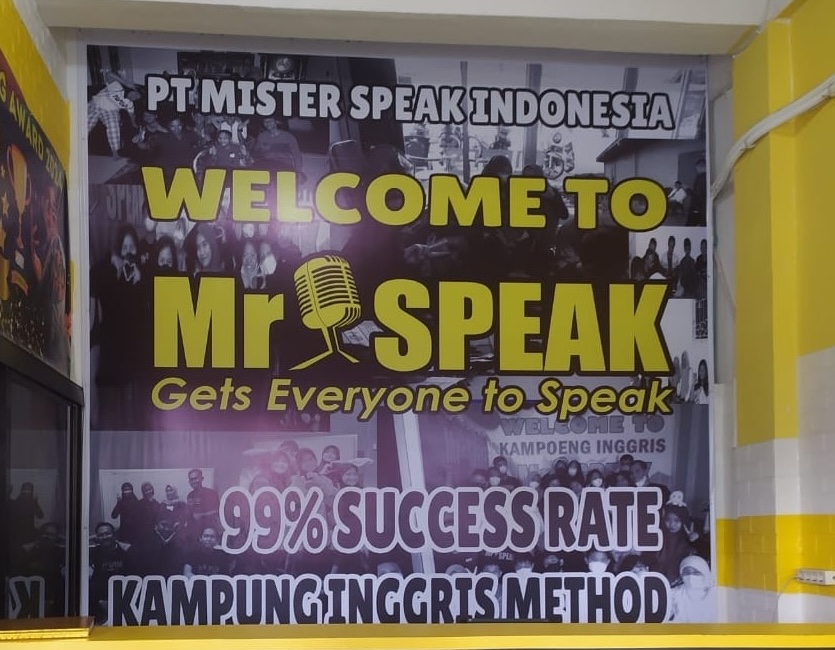 PT MISTER SPEAK INDONESIA
WELCOME TO
Mr SPEAK
Gets Everyone to Speak
WELCOME TO
KAMPOENG INGGRIS
99% SUCCESS RATE
KAMPUNG INGGRIS METHOD
G AWARD